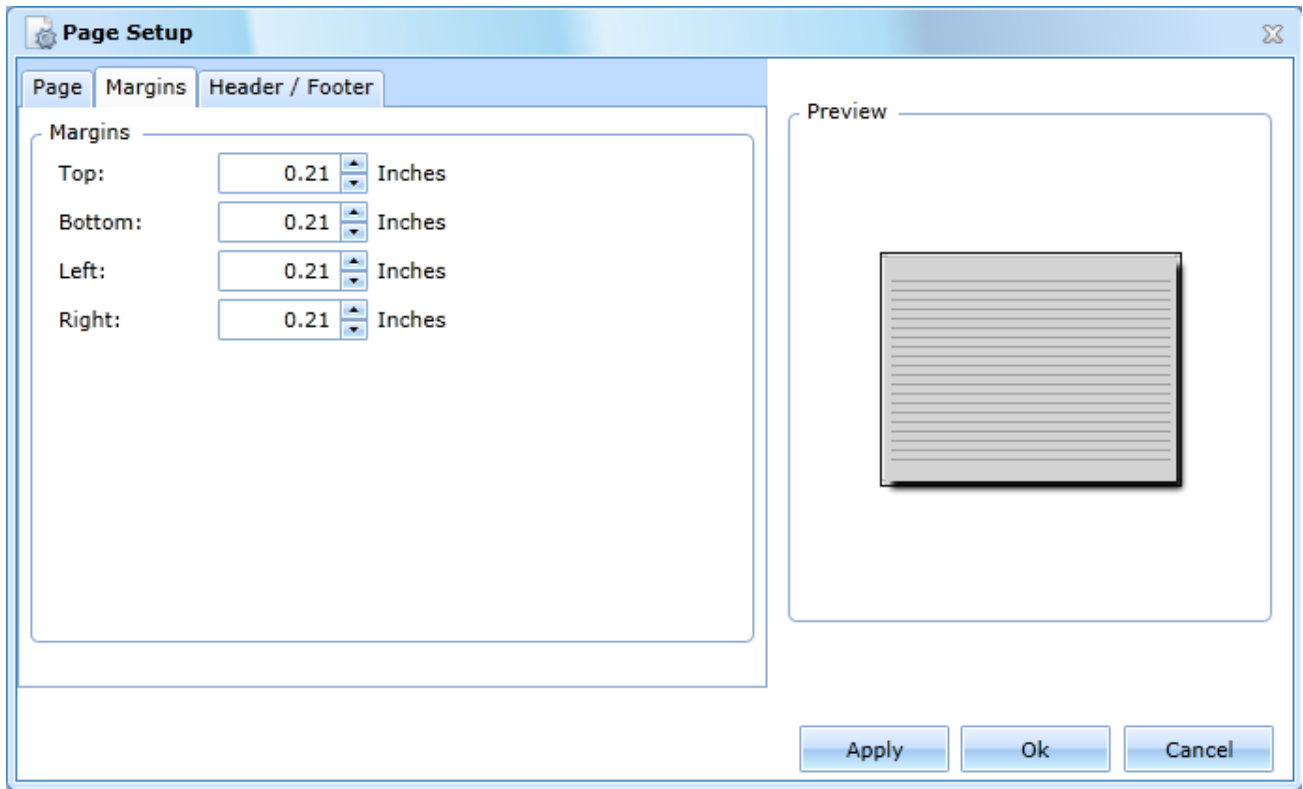 Page Setup
Page Margins Header / Footer
Margins
Top: 0.21 Inches
Bottom: 0.21 Inches
Left: 0.21 Inches
Right: 0.21 Inches
Preview
Apply Ok Cancel